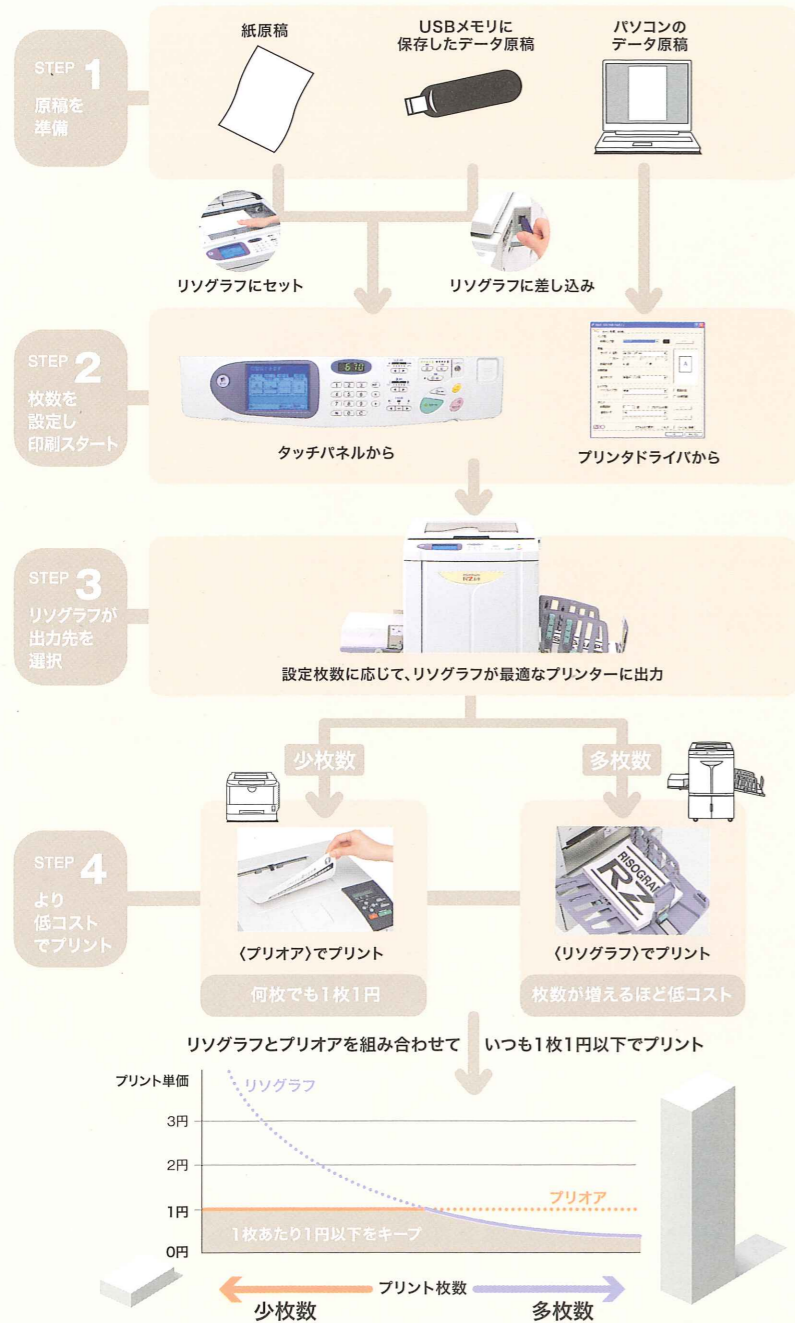 紙原稿
USBメモリに
保存したデータ原稿
パソコンの
データ原稿
STEP 1
原稿を
準備
リソグラフにセット
リソグラフに差し込み
STEP 2
枚数を
設定し
印刷スタート
タッチパネルから
プリンタドライバから
STEP 3
リソグラフが
出力先を
選択
設定枚数に応じて、リソグラフが最適なプリンターに出力
少枚数
多枚数
STEP 4
より
低コスト
でプリント
RISOGRAPH
RZ
〈プリオア〉でプリント
〈リソグラフ〉でプリント
何枚でも1枚1円
枚数が増えるほど低コスト
リソグラフとプリオアを組み合わせて いつも1枚1円以下でプリント
プリント単価
リソグラフ
3円
2円
プリオア
1円
1枚あたり1円以下をキープ
0円
プリント枚数
少枚数
多枚数